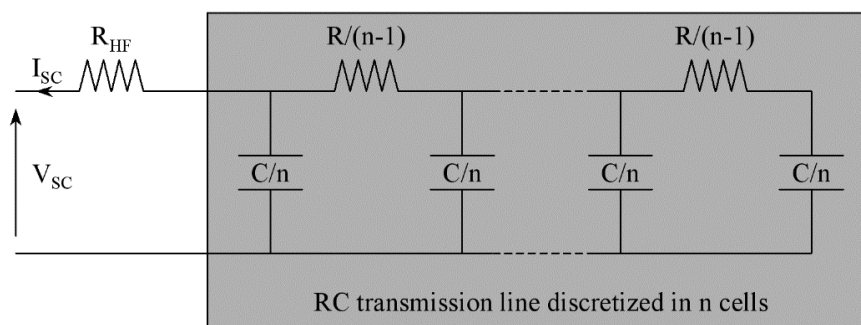 R_HF
R/(n-1)
R/(n-1)
I_SC
V_SC
C/n
C/n
C/n
C/n
RC transmission line discretized in n cells